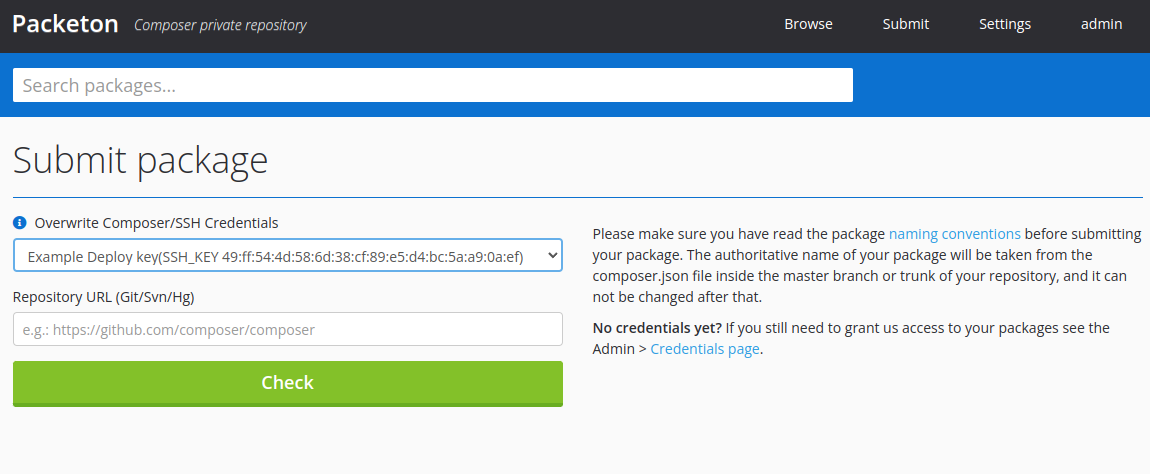 Packeton Composer private repository Browse Submit Settings admin
Search packages...
Submit package
Overwrite Composer/SSH Credentials
Example Deploy key(SSH_KEY 49:ff:54:4d:58:6d:38:cf:89:e5:d4:bc:5a:a9:0a:ef)
Repository URL (Git/Svn/Hg)
e.g.: https://github.com/composer/composer
Check
Please make sure you have read the package naming conventions before submitting
your package. The authoritative name of your package will be taken from the
composer.json file inside the master branch or trunk of your repository, and it can
not be changed after that.
No credentials yet? If you still need to grant us access to your packages see the
Admin > Credentials page.